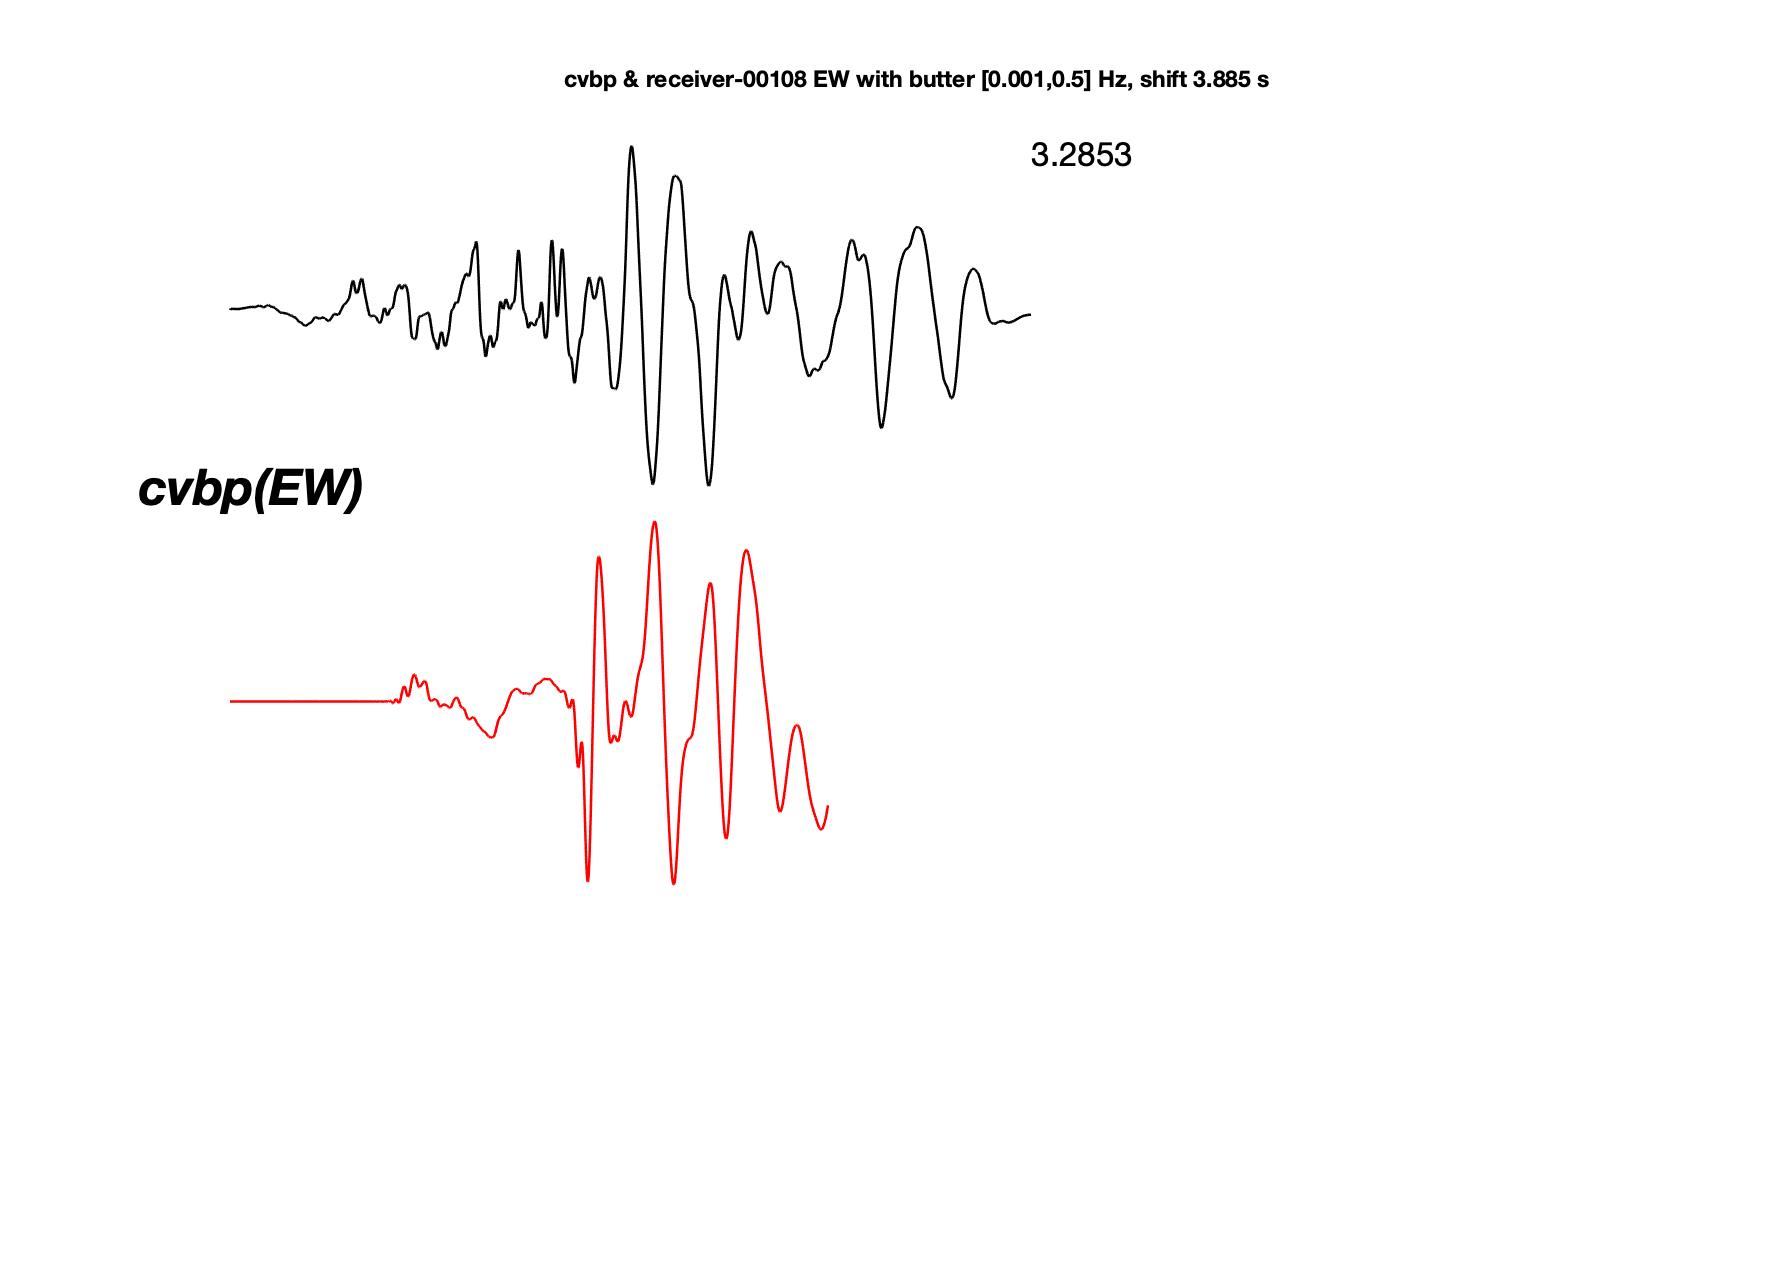 cvbp & receiver-00108 EW with butter [0.001,0.5] Hz, shift 3.885 s
3.2853
cvbp(EW)